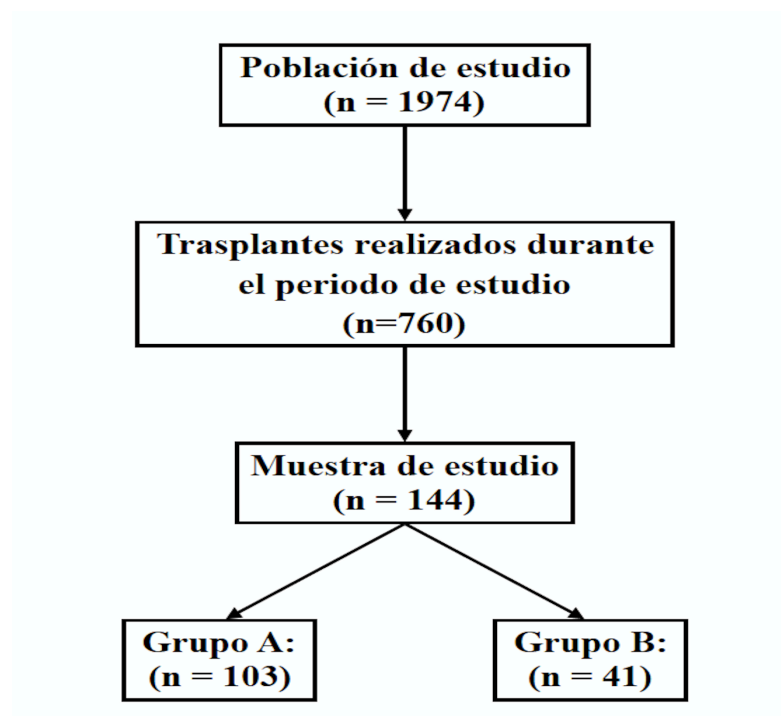 Población de estudio
(n = 1974)
Trasplantes realizados durante
el periodo de estudio
(n=760)
Muestra de estudio
(n = 144)
Grupo A:
(n = 103)
Grupo B:
(n = 41)